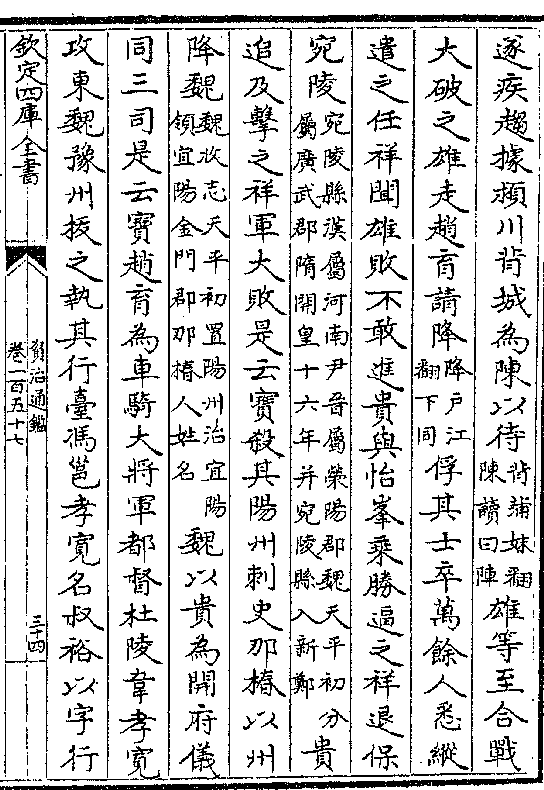 遂疾趨據潁川背城為陳以待背蒲妹翻陳讀曰陣雄等至合戰
大破之雄走趙育請降降户江翻下同俘其士卒萬餘人悉縱
遣之任祥聞雄敗不敢進貴與怡峯乘勝逼之祥退保
宛陵宛陵縣漢屬河南尹晉屬滎陽郡魏天平初分屬廣武郡隋開皇十六年并宛陵縣入新鄭貴
追及擊之祥軍大敗是云寶殺其陽州刺史那椿以州
降魏魏收志天平初置陽州治宜陽領宜陽金門郡那椿人姓名魏以貴為開府儀
同三司是云寶趙育為車騎大將軍都督杜陵韋孝寛
攻東魏豫州拔之執其行臺馮邕孝寛名叔裕以字行
欽定四庫全書
資治通鑑
卷一百五十七
三十四